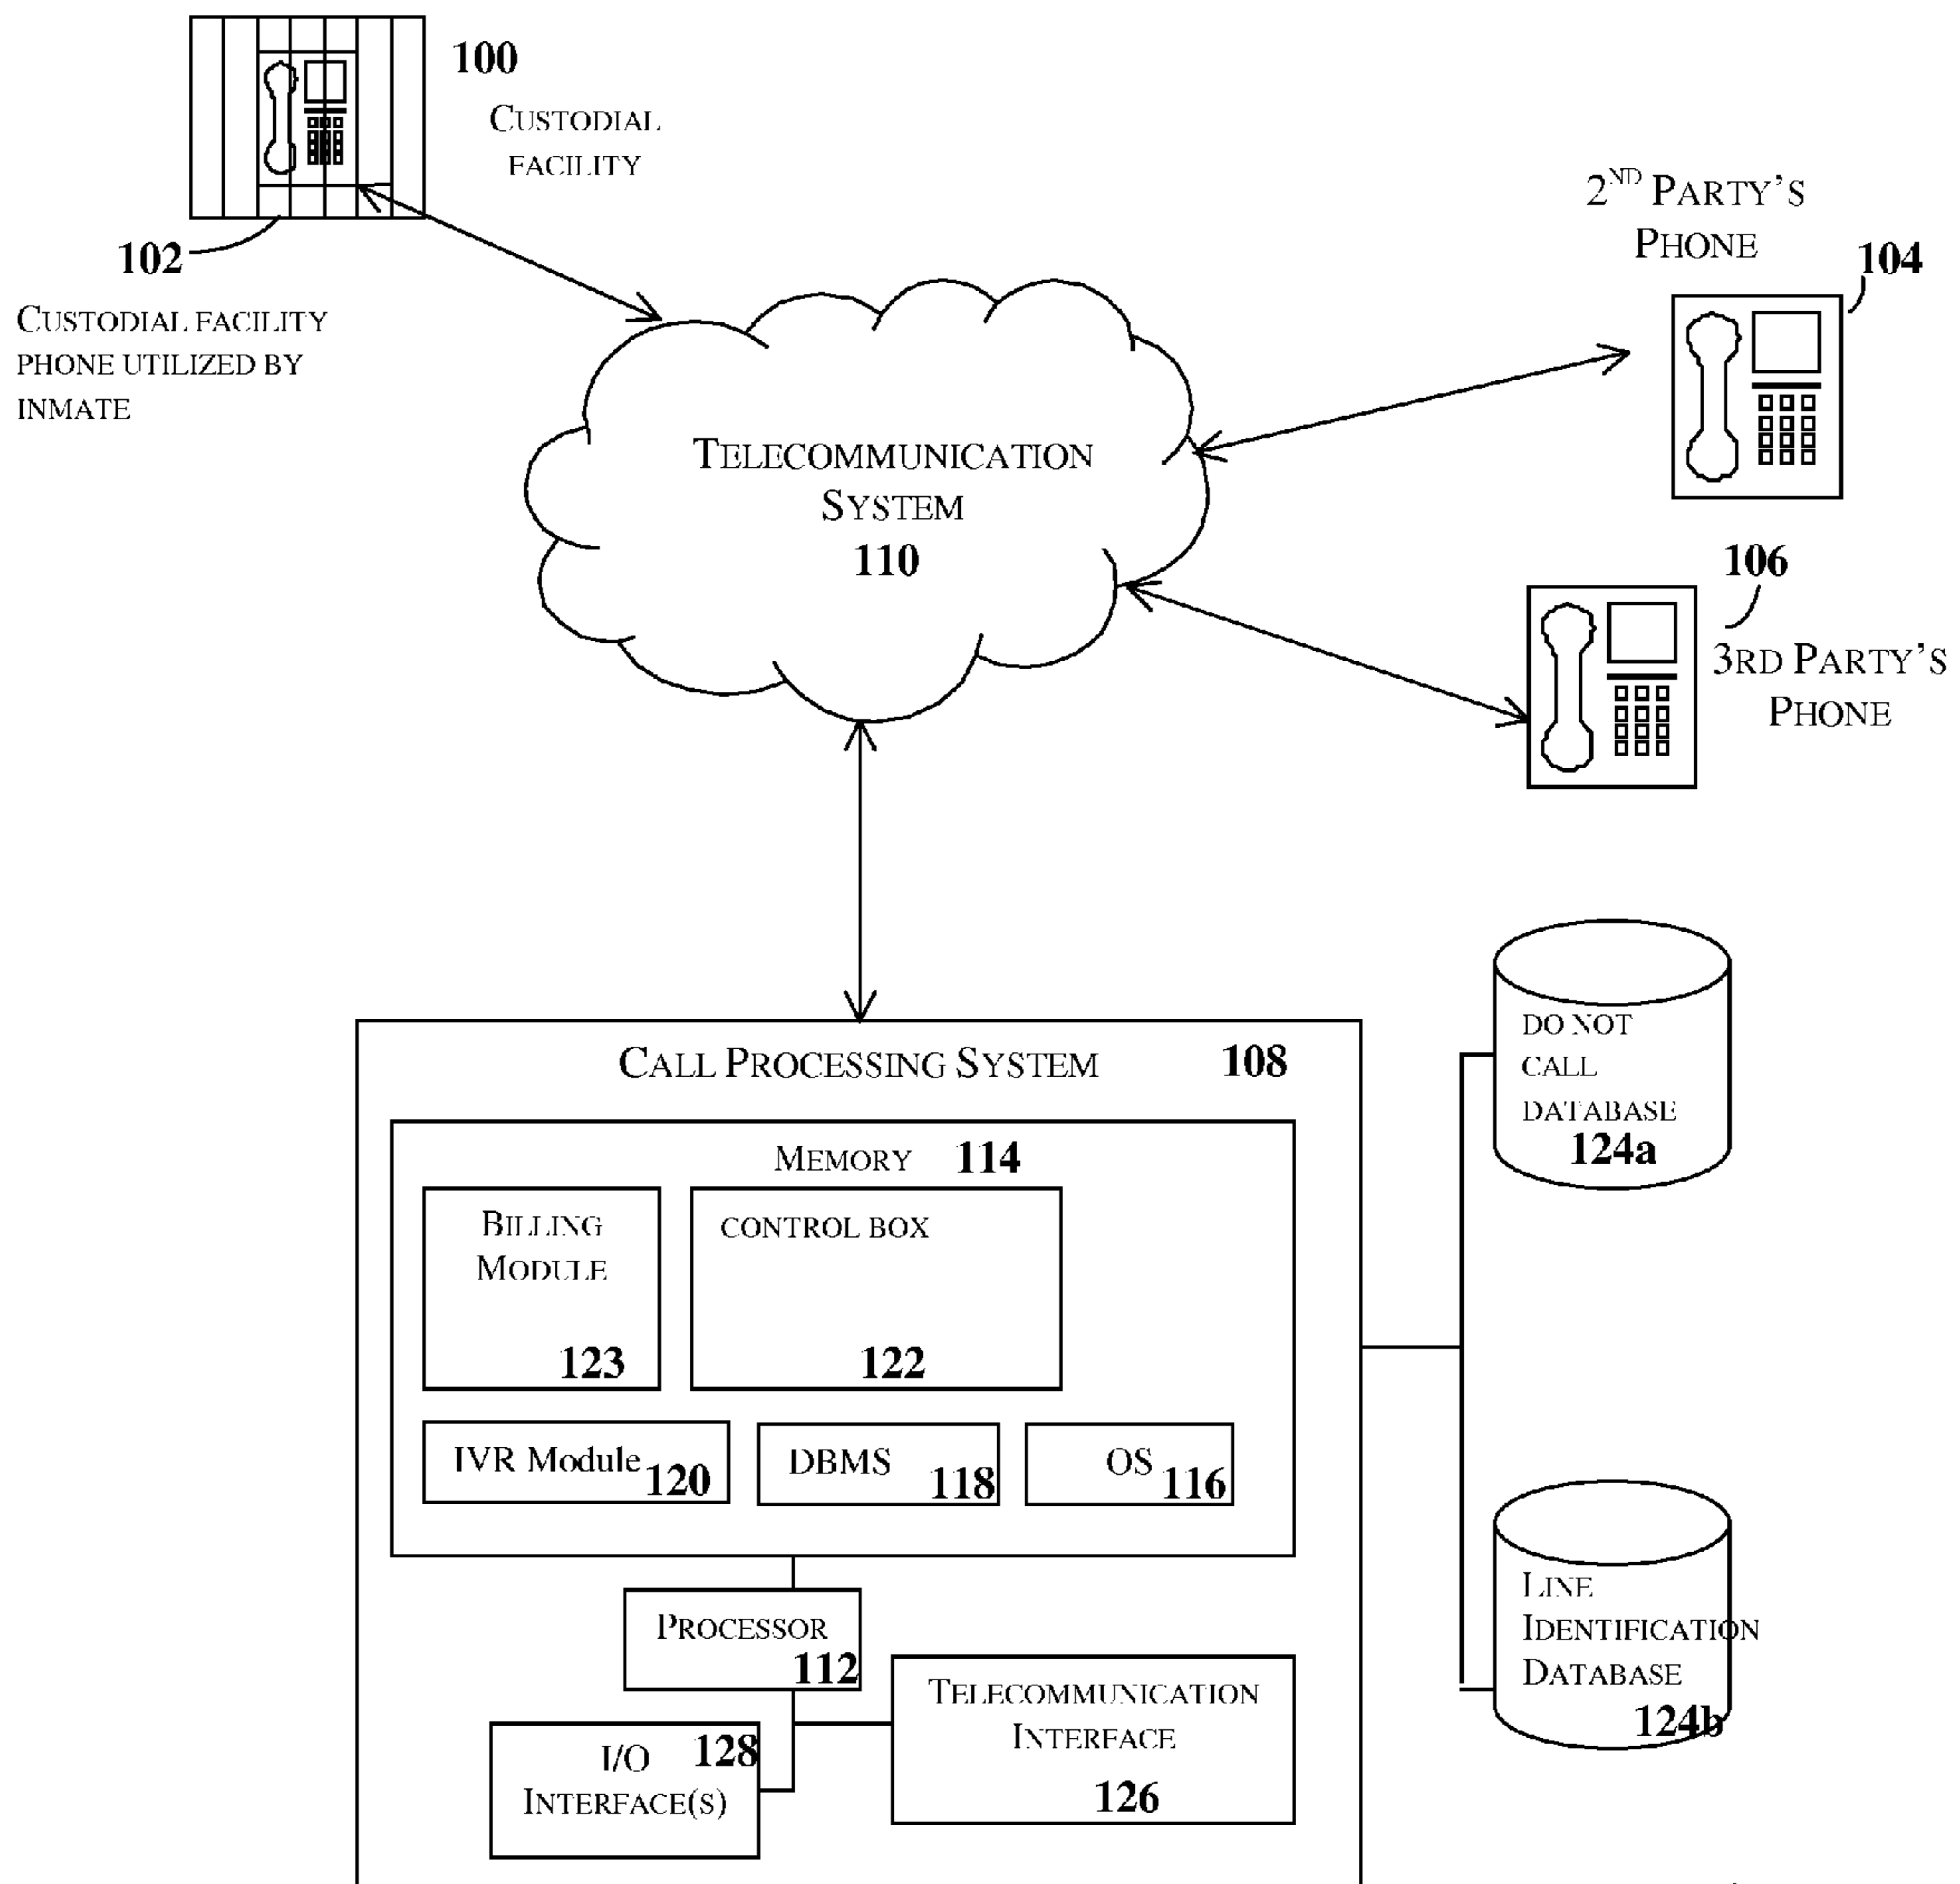 100
CUSTODIAL
FACILITY
102
CUSTODIAL FACILITY
PHONE UTILIZED BY
INMATE
2ND PARTY'S
PHONE
104
TELECOMMUNICATION
SYSTEM
110
106
3RD PARTY'S
PHONE
CALL PROCESSING SYSTEM 108
MEMORY 114
BILLING
MODULE
123
CONTROL BOX
122
IVR Module 120
DBMS 118
OS 116
PROCESSOR
112
TELECOMMUNICATION
INTERFACE
126
I/O 128
INTERFACE(S)
DO NOT
CALL
DATABASE
124a
LINE
IDENTIFICATION
DATABASE
124b